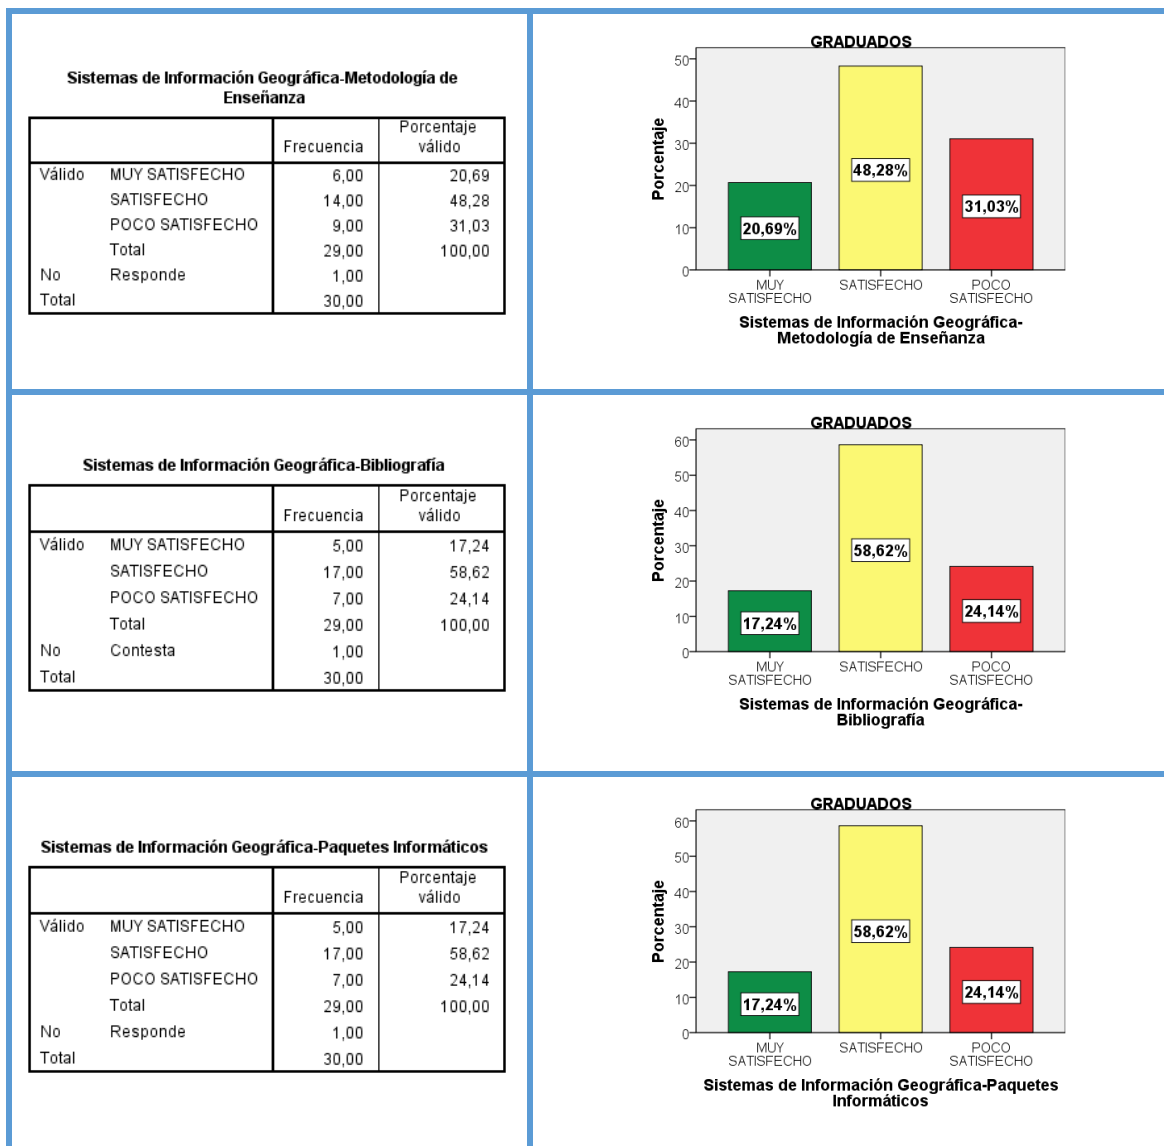 Sistemas de Información Geográfica-Metodología de
Enseñanza
Frecuencia Porcentaje válido
Válido MUY SATISFECHO 6,00 20,69
SATISFECHO 14,00 48,28
POCO SATISFECHO 9,00 31,03
Total 29,00 100,00
No Responde 1,00
Total 30,00
GRADUADOS
Porcentaje
50
40
30
20
10
0
20,69%
48,28%
31,03%
MUY SATISFECHO
SATISFECHO
POCO SATISFECHO
Sistemas de Información Geográfica-
Metodología de Enseñanza
Sistemas de Información Geográfica-Bibliografía
Frecuencia Porcentaje válido
Válido MUY SATISFECHO 5,00 17,24
SATISFECHO 17,00 58,62
POCO SATISFECHO 7,00 24,14
Total 29,00 100,00
No Contesta 1,00
Total 30,00
GRADUADOS
Porcentaje
60
50
40
30
20
10
0
17,24%
58,62%
24,14%
MUY SATISFECHO
SATISFECHO
POCO SATISFECHO
Sistemas de Información Geográfica-
Bibliografía
Sistemas de Información Geográfica-Paquetes Informáticos
Frecuencia Porcentaje válido
Válido MUY SATISFECHO 5,00 17,24
SATISFECHO 17,00 58,62
POCO SATISFECHO 7,00 24,14
Total 29,00 100,00
No Responde 1,00
Total 30,00
GRADUADOS
Porcentaje
60
50
40
30
20
10
0
17,24%
58,62%
24,14%
MUY SATISFECHO
SATISFECHO
POCO SATISFECHO
Sistemas de Información Geográfica-Paquetes
Informáticos